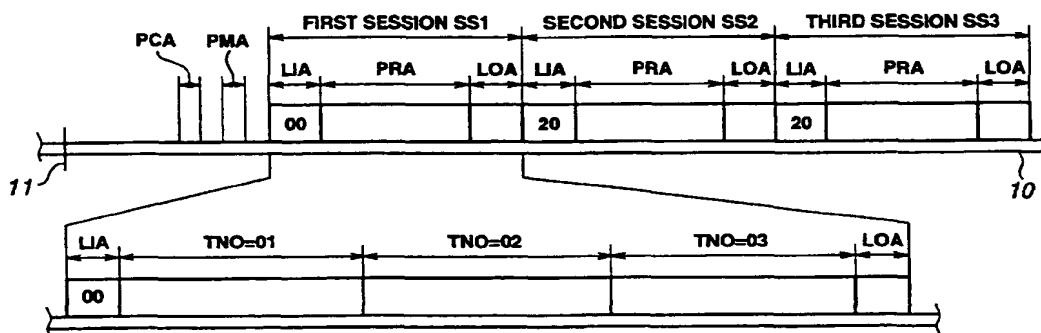 FIRST SESSION SS1 SECOND SESSION SS2 THIRD SESSION SS3
PCA PMA
LIA PRA LOA LIA PRA LOA LIA PRA LOA
00 20 20
11 10
LIA TNO=01 TNO=02 TNO=03 LOA
00